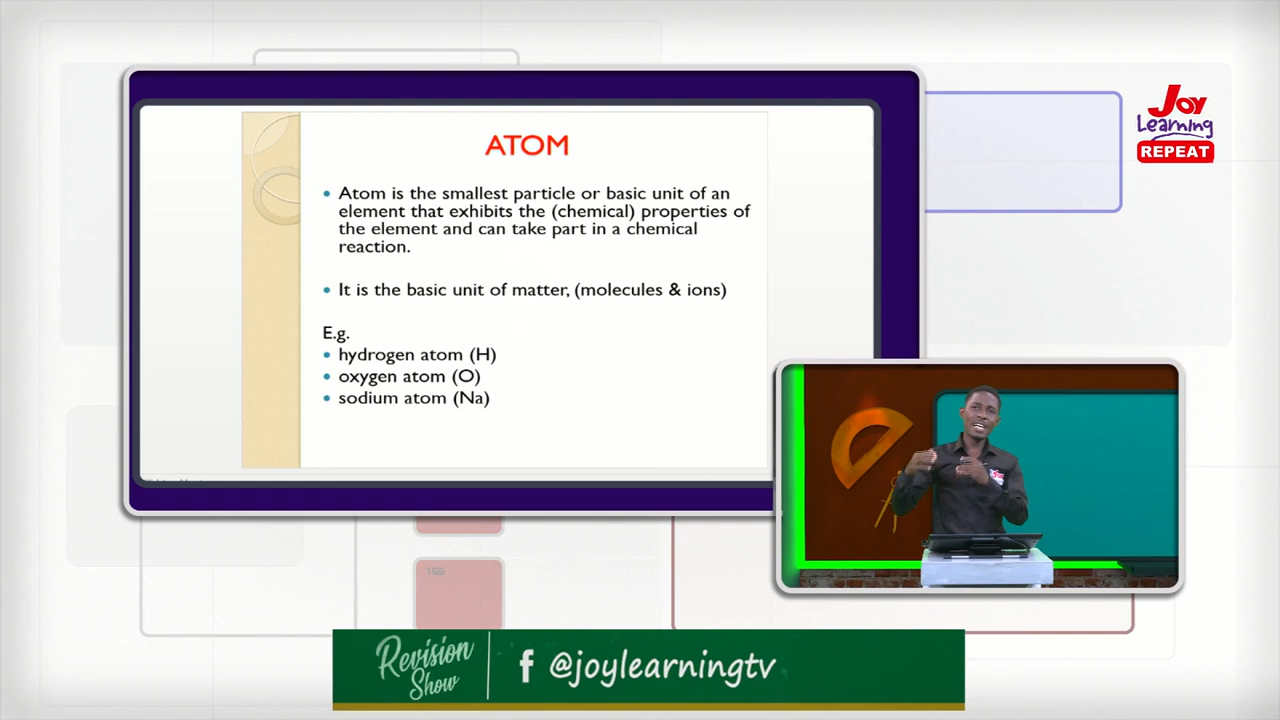 ATOM
• Atom is the smallest particle or basic unit of an
element that exhibits the (chemical) properties of
the element and can take part in a chemical
reaction.
• It is the basic unit of matter, (molecules & ions)
E.g.
• hydrogen atom (H)
• oxygen atom (O)
• sodium atom (Na)
Joy
Learning
REPEAT
Revision
Show
f @joylearningtv